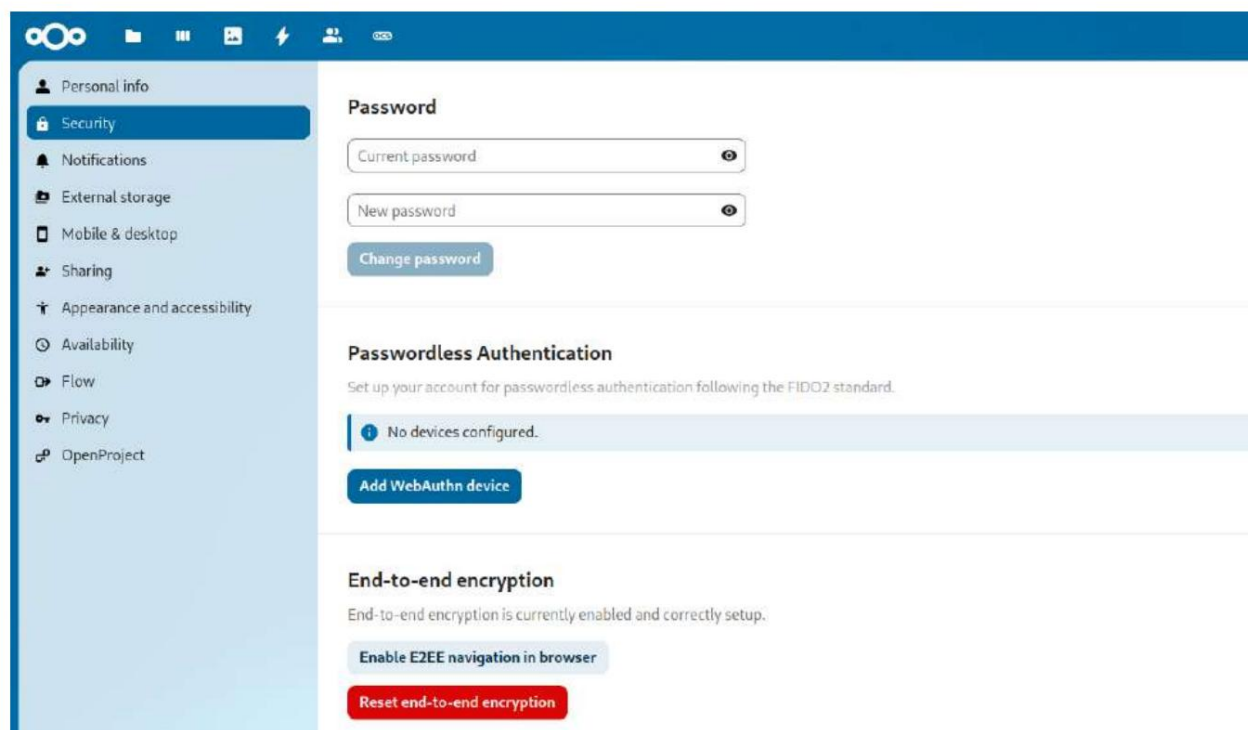 Personal info
Security
Notifications
External storage
Mobile & desktop
Sharing
Appearance and accessibility
Availability
Flow
Privacy
OpenProject
Password
Current password
New password
Change password
Passwordless Authentication
Set up your account for passwordless authentication following the FIDO2 standard.
No devices configured.
Add WebAuthn device
End-to-end encryption
End-to-end encryption is currently enabled and correctly setup.
Enable E2EE navigation in browser
Reset end-to-end encryption